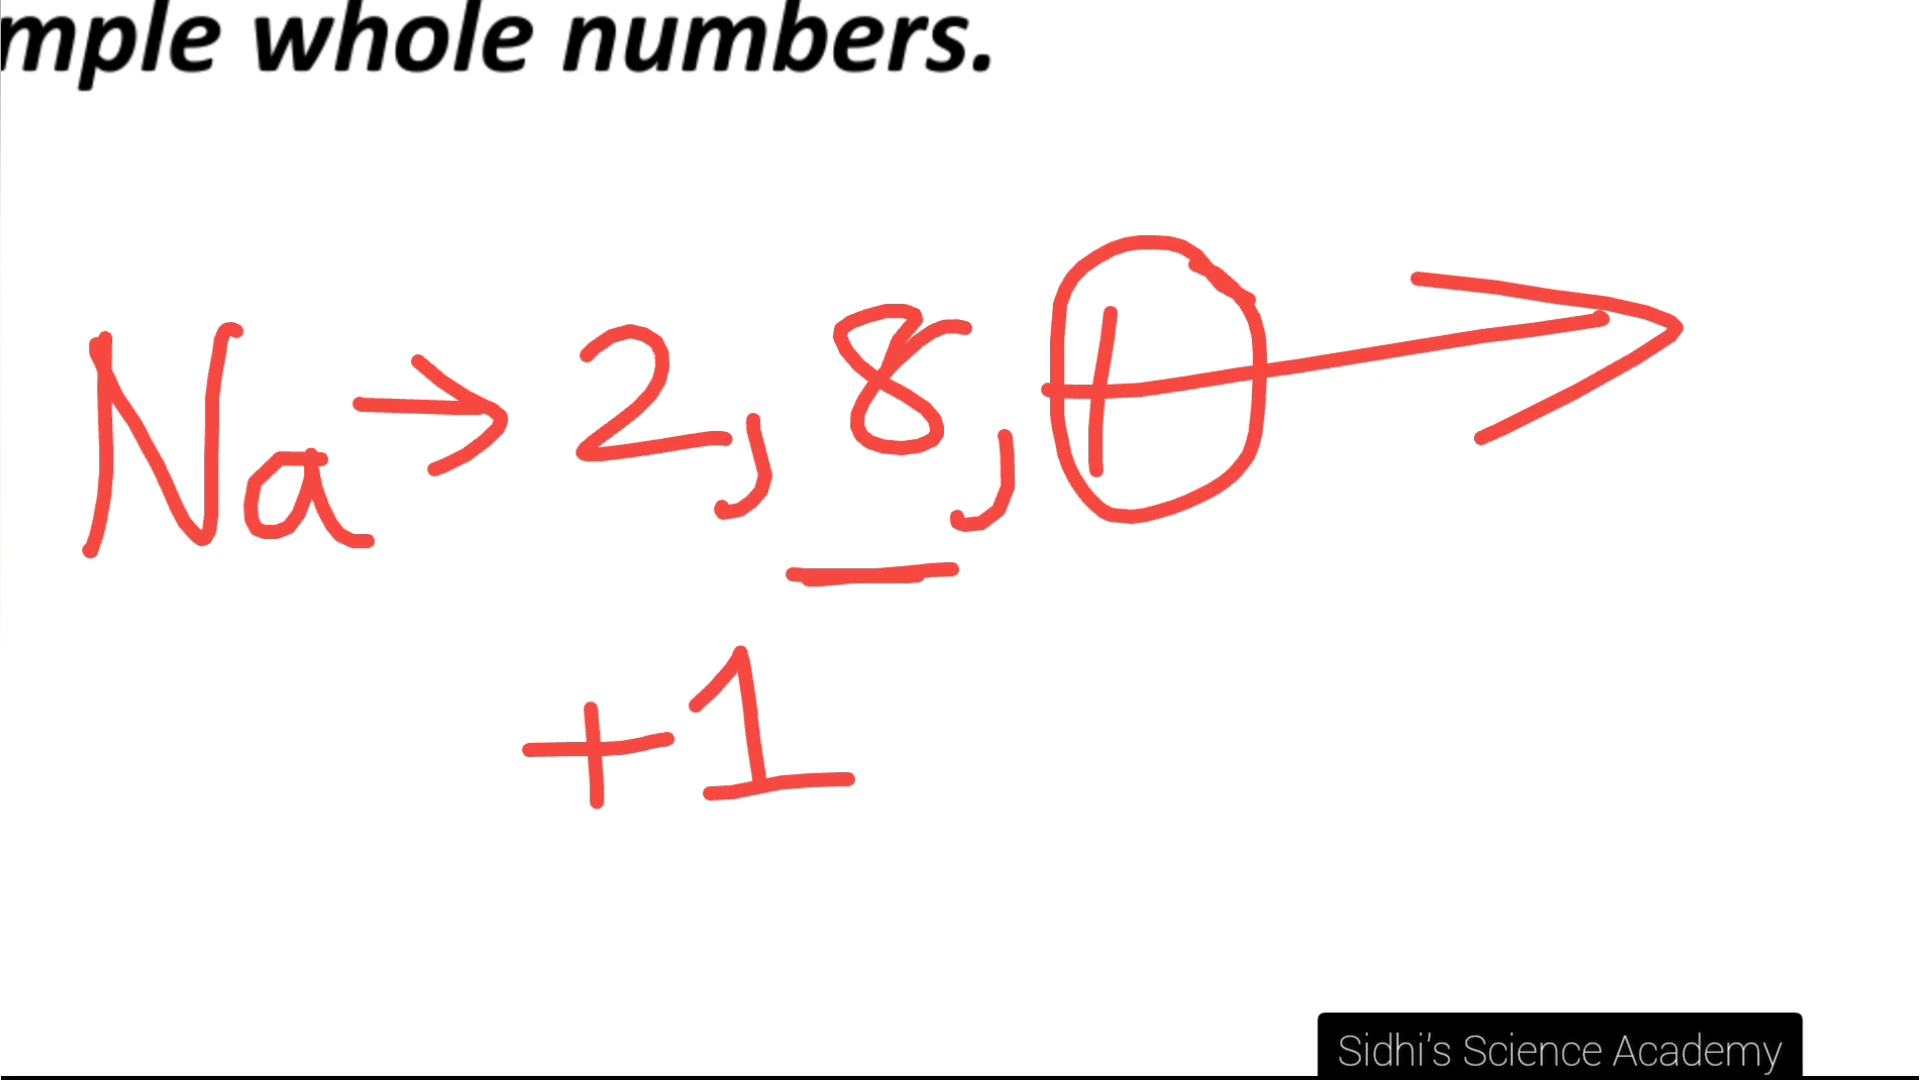 mple whole numbers.
Na → 2, 8, 1
+1
Sidhi's Science Academy